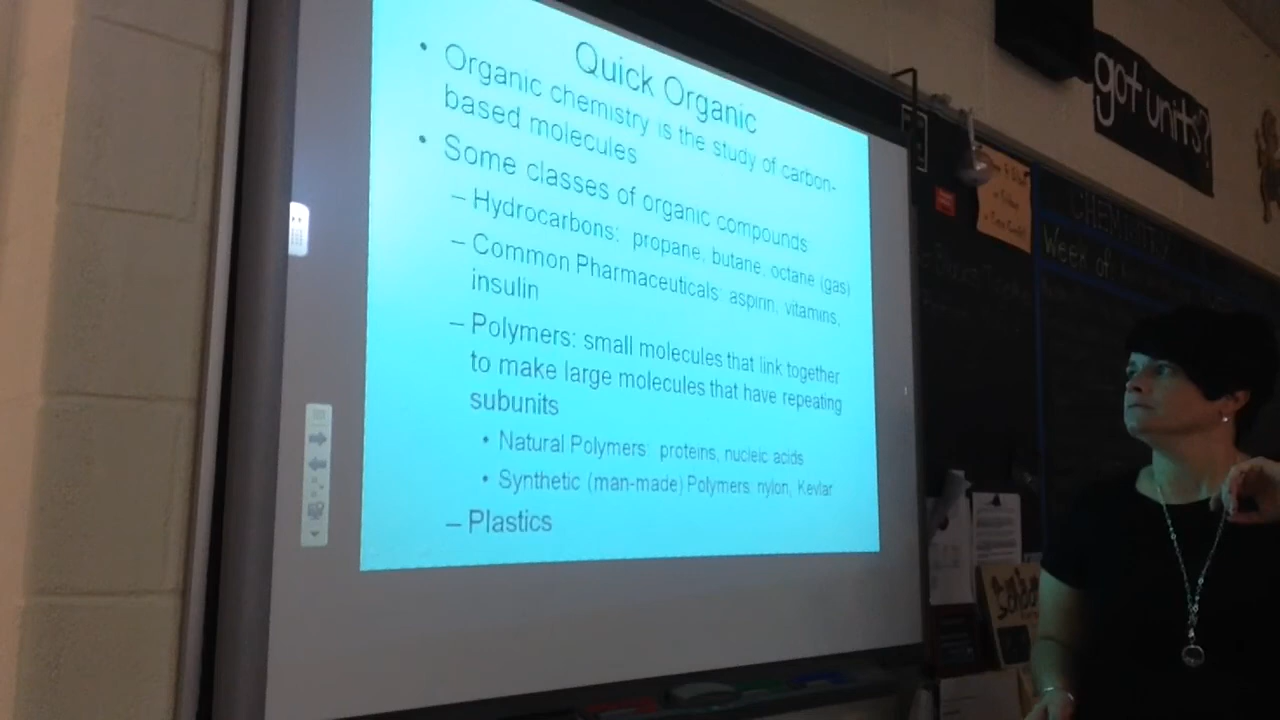 Quick Organic
• Organic chemistry is the study of carbon-
based molecules
• Some classes of organic compounds
– Hydrocarbons: propane, butane, octane (gas)
– Common Pharmaceuticals: aspirin, vitamins,
insulin
– Polymers: small molecules that link together
to make large molecules that have repeating
subunits
• Natural Polymers: proteins, nucleic acids
• Synthetic (man-made) Polymers: nylon, Kevlar
– Plastics
got units?
CHEMISTRY
Week of